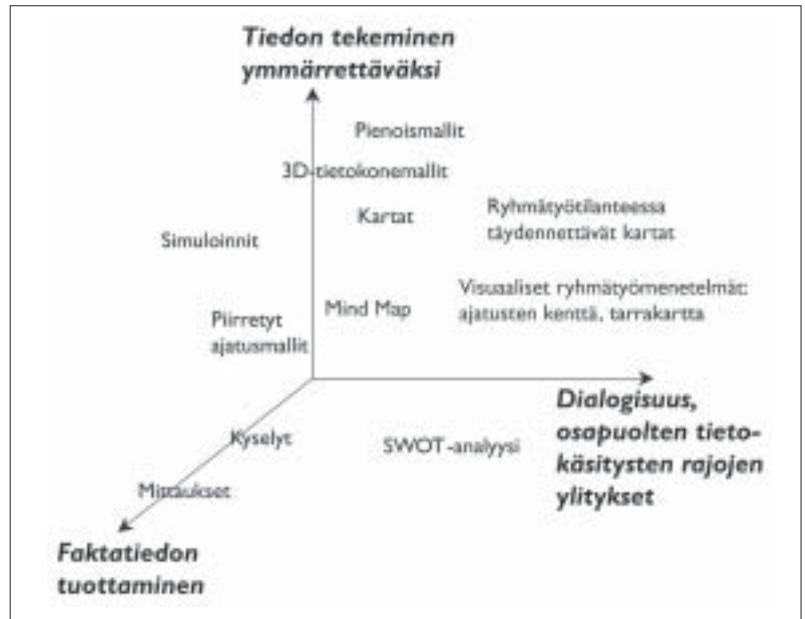 Tiedon tekeminen
ymmärrettäväksi
Pienoismallit
3D-tietokonemallit
Kartat
Ryhmätyötilanteessa
täydennettävät kartat
Simuloinnit
Visuaaliset ryhmätyömenetelmät:
ajatusten kenttä, tarrakartta
Mind Map
Piirretyt
ajatusmallit
Dialogisuus,
osapuolten tieto-
käsitysten rajojen
ylitykset
Kyselyt
SWOT-analyysi
Mittaukset
Faktatiedon
tuottaminen